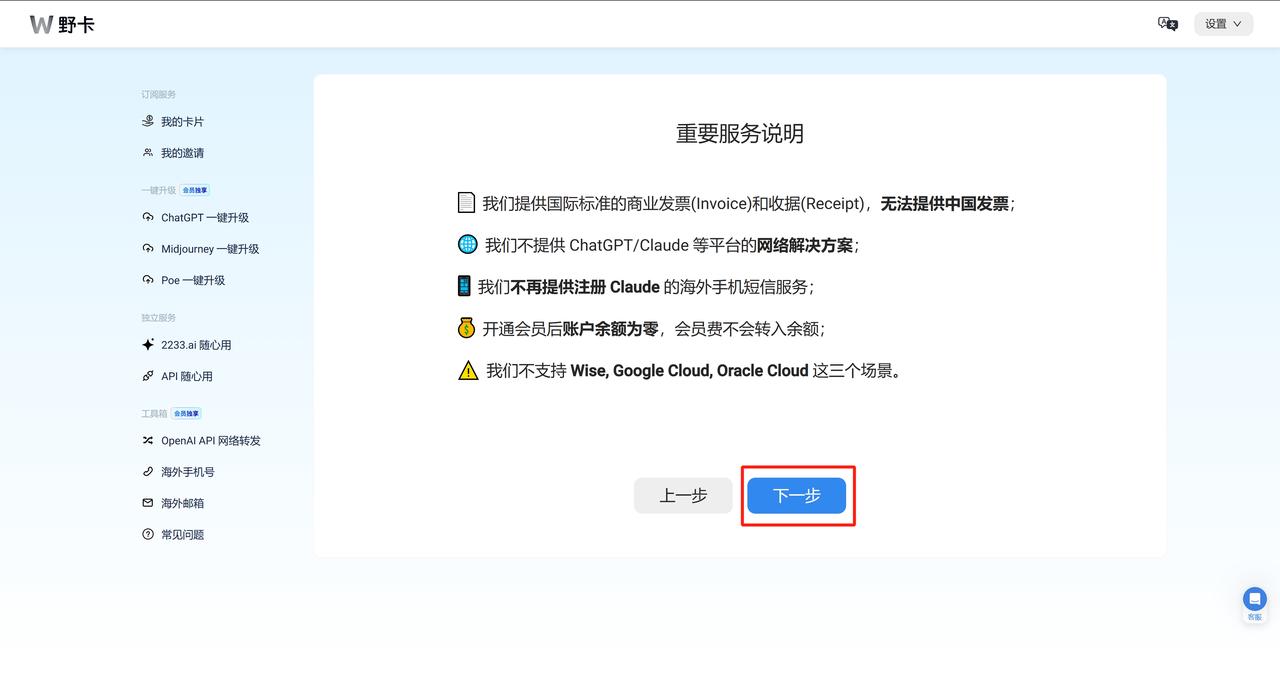 W 野卡
设置
订阅服务
我的卡片
我的邀请
一键升级 会员独享
ChatGPT 一键升级
Midjourney 一键升级
Poe 一键升级
独立服务
2233.ai 随心用
API 随心用
工具箱 会员独享
OpenAI API 网络转发
海外手机号
海外邮箱
常见问题
重要服务说明
我们提供国际标准的商业发票(Invoice)和收据(Receipt)，无法提供中国发票；
我们不提供 ChatGPT/Claude 等平台的网络解决方案；
我们不再提供注册 Claude 的海外手机短信服务；
开通会员后账户余额为零，会员费不会转入余额；
我们不支持 Wise, Google Cloud, Oracle Cloud 这三个场景。
上一步
下一步
客服